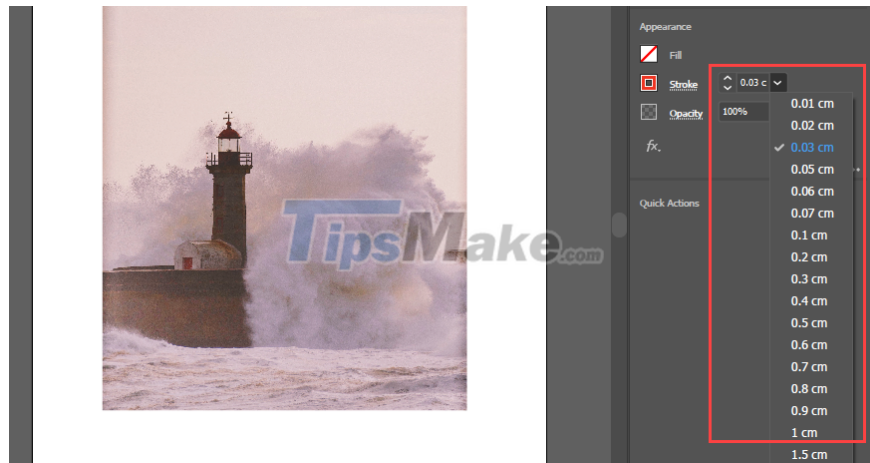 TipsMake.com
Appearance
Fill
Stroke
0.03 c
Opacity
100%
fx.
Quick Actions
0.01 cm
0.02 cm
0.03 cm
0.05 cm
0.06 cm
0.07 cm
0.1 cm
0.2 cm
0.3 cm
0.4 cm
0.5 cm
0.6 cm
0.7 cm
0.8 cm
0.9 cm
1 cm
1.5 cm